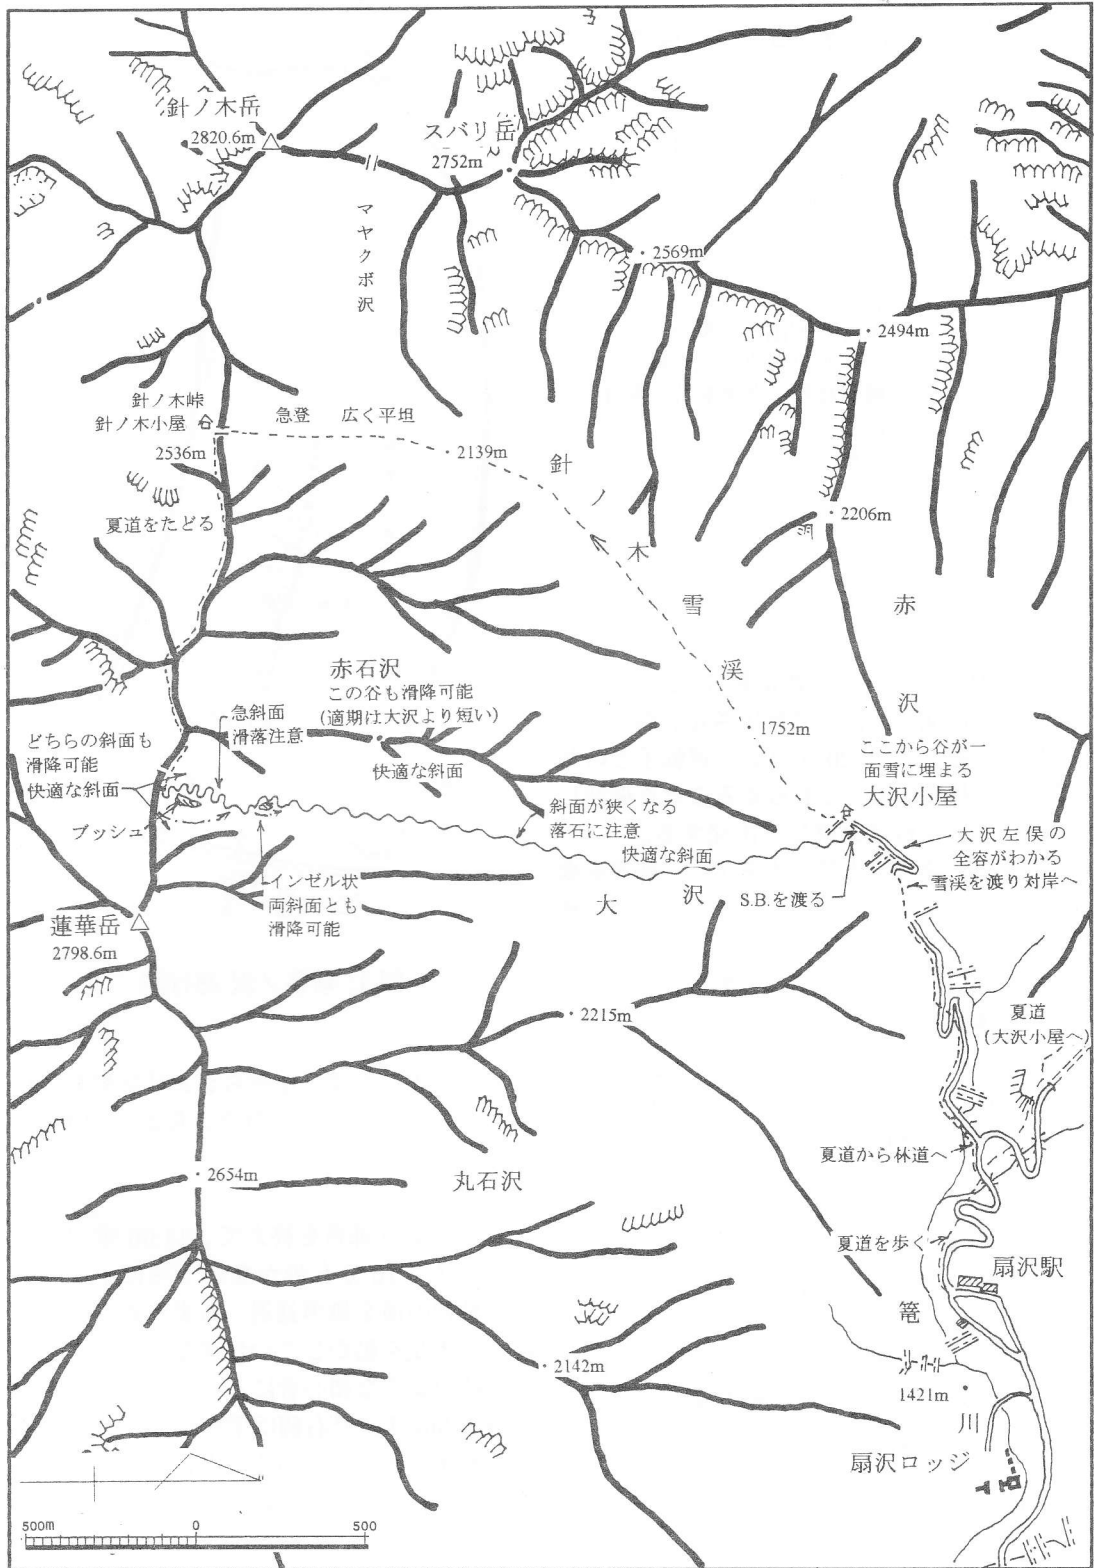 針ノ木岳
2820.6m
スバリ岳
2752m
マヤクボ沢
2569m
2494m
針ノ木峠
針ノ木小屋
2536m
急登
広く平坦
2139m
針ノ木雪渓
2206m
夏道をたどる
赤沢
赤石沢
この谷も滑降可能
(適期は大沢より短い)
急斜面
滑落注意
1752m
どちらの斜面も
滑降可能
快適な斜面
快適な斜面
ここから谷が一
面雪に埋まる
大沢小屋
斜面が狭くなる
落石に注意
快適な斜面
ブッシュ
大沢左俣の
全容がわかる
雪渓を渡り対岸へ
インゼル状
両斜面とも
滑降可能
大沢
S.B.を渡る
蓮華岳
2798.6m
2215m
夏道
(大沢小屋へ)
夏道から林道へ
2654m
丸石沢
夏道を歩く
扇沢駅
篭川
2142m
1421m
扇沢ロッジ
500m 0 500